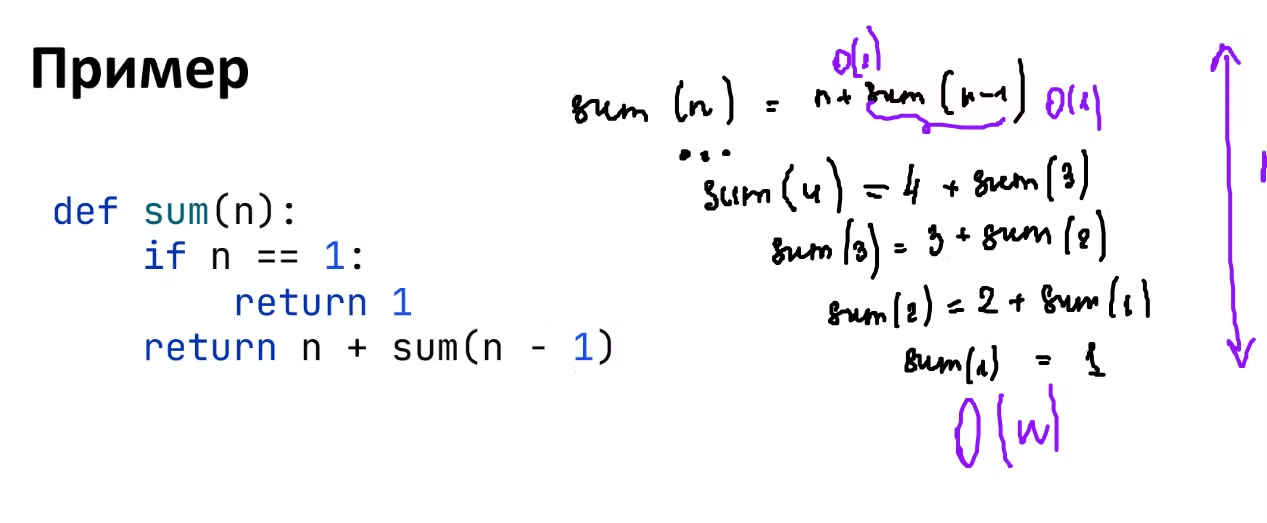 Пример
def sum(n):
if n == 1:
return 1
return n + sum(n - 1)
O(1)
sum (n) = n + sum (n-1) O(1)
...
sum (4) = 4 + sum (3)
sum (3) = 3 + sum (2)
sum (2) = 2 + sum (1)
sum (1) = 1
O(n)